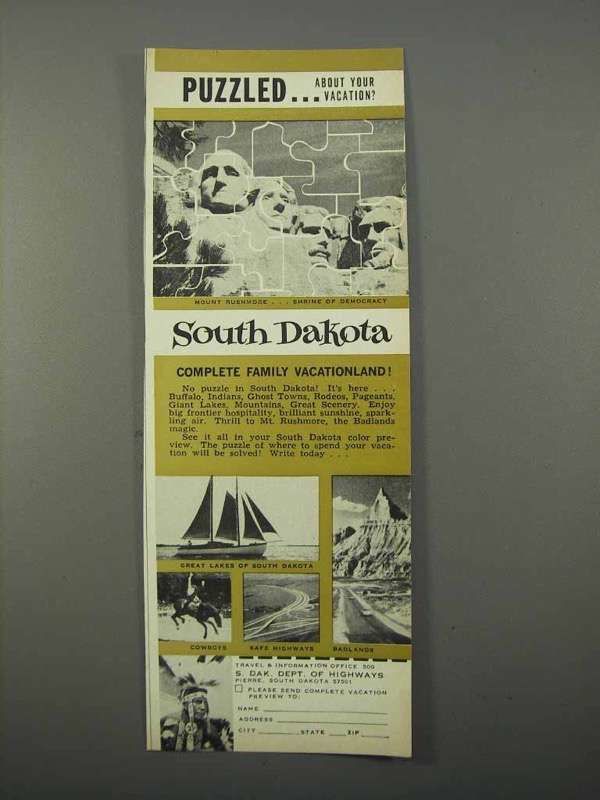 PUZZLED... ABOUT YOUR
VACATION?
MOUNT RUSHMORE . . . SHRINE OF DEMOCRACY
South Dakota
COMPLETE FAMILY VACATIONLAND!
No puzzle in South Dakota! It's here . . .
Buffalo, Indians, Ghost Towns, Rodeos, Pageants,
Giant Lakes, Mountains, Great Scenery. Enjoy
big frontier hospitality, brilliant sunshine, spark-
ling air. Thrill to Mt. Rushmore, the Badlands
magic.
See it all in your South Dakota color pre-
view. The puzzle of where to spend your vaca-
tion will be solved! Write today . . .
GREAT LAKES OF SOUTH DAKOTA
COWBOYS
SAFE HIGHWAYS
BADLANDS
TRAVEL & INFORMATION OFFICE 300
S. DAK. DEPT. OF HIGHWAYS
PIERRE, SOUTH DAKOTA 57501
PLEASE SEND COMPLETE VACATION
PREVIEW TO:
NAME
ADDRESS
CITY STATE ZIP